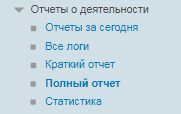 Отчеты о деятельности
Отчеты за сегодня
Все логи
Краткий отчет
Полный отчет
Статистика